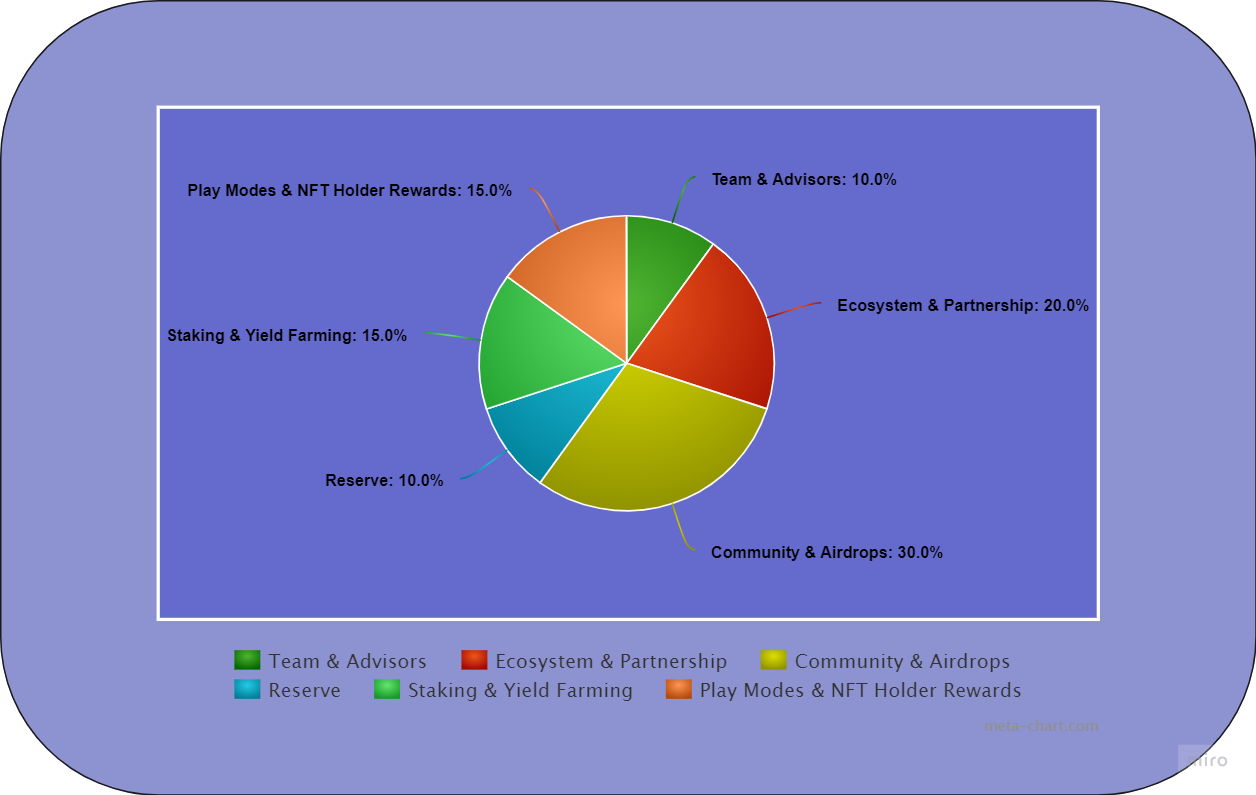 Team & Advisors: 10.0%
Play Modes & NFT Holder Rewards: 15.0%
Ecosystem & Partnership: 20.0%
Staking & Yield Farming: 15.0%
Reserve: 10.0%
Community & Airdrops: 30.0%
Team & Advisors Ecosystem & Partnership Community & Airdrops
Reserve Staking & Yield Farming Play Modes & NFT Holder Rewards
meta-chart.com
miro